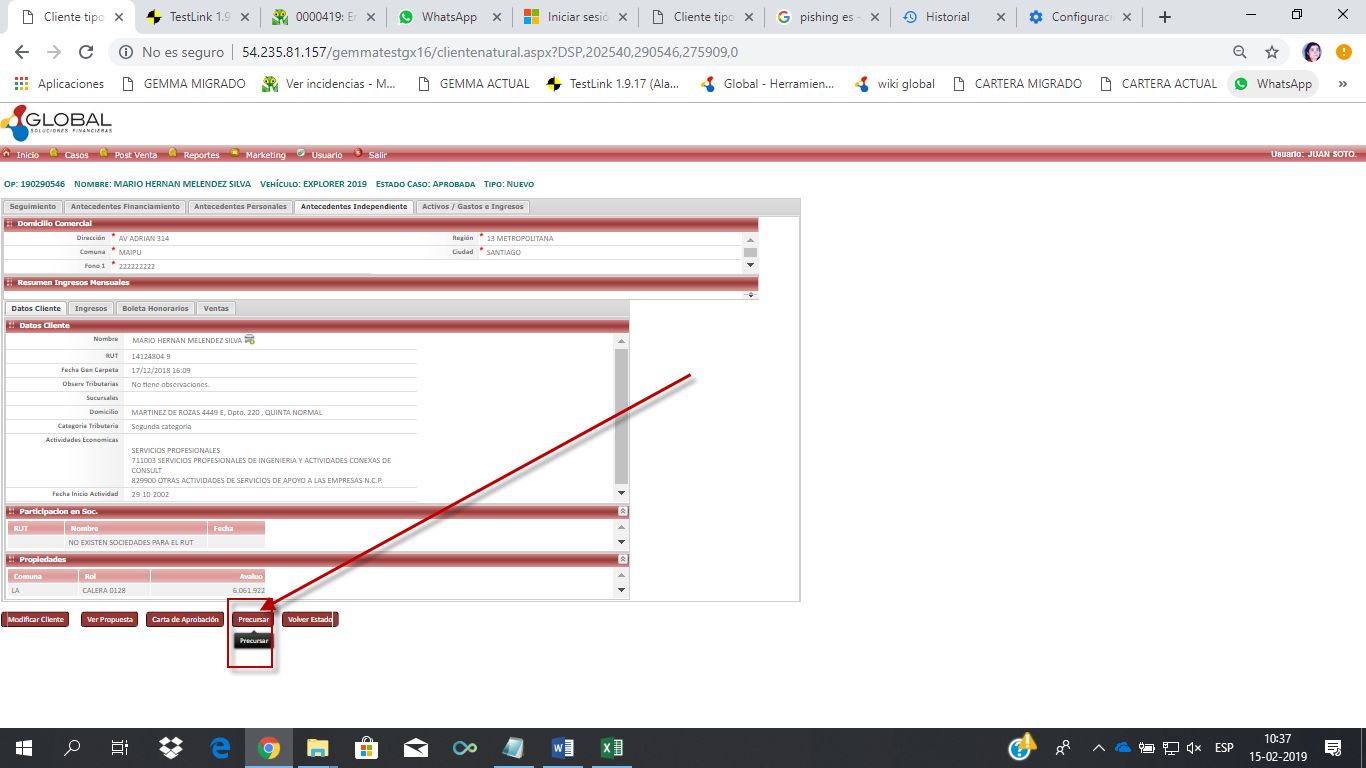 Cliente tipo
TestLink 1.9
0000419: Er
WhatsApp
Iniciar sesió
Cliente tipo
pishing es -
Historial
Configuraci
No es seguro | 54.235.81.157/gemmatestgx16/clientenatural.aspx?DSP,202540,290546,275909,0
Aplicaciones
GEMMA MIGRADO
Ver incidencias - M...
GEMMA ACTUAL
TestLink 1.9.17 (Ala...
Global - Herramien...
wiki global
CARTERA MIGRADO
CARTERA ACTUAL
WhatsApp
»
GLOBAL
SOLUCIONES FINANCIERAS
Inicio Casos Post Venta Reportes Marketing Usuario Salir Usuario: JUAN SOTO.
OP: 190290546 NOMBRE: MARIO HERNAN MELENDEZ SILVA VEHÍCULO: EXPLORER 2019 ESTADO CASO: APROBADA TIPO: NUEVO
Seguimiento Antecedentes Financiamiento Antecedentes Personales Antecedentes Independiente Activos / Gastos e Ingresos
Domicilio Comercial
Dirección * AV ADRIAN 314 Región * 13 METROPOLITANA
Comuna * MAIPU Ciudad * SANTIAGO
Fono 1 * 222222222
Resumen Ingresos Mensuales
Datos Cliente Ingresos Boleta Honorarios Ventas
Datos Cliente
Nombre MARIO HERNAN MELENDEZ SILVA
RUT 14124804-9
Fecha Gen Carpeta 17/12/2018 16:09
Observ Tributarias No tiene observaciones.
Sucursales
Domicilio MARTINEZ DE ROZAS 4449 E, Dpto. 220 , QUINTA NORMAL
Categoria Tributaria Segunda categoria
Actividades Economicas
SERVICIOS PROFESIONALES
711003 SERVICIOS PROFESIONALES DE INGENIERIA Y ACTIVIDADES CONEXAS DE
CONSULT
829900 OTRAS ACTIVIDADES DE SERVICIOS DE APOYO A LAS EMPRESAS N.C.P.
Fecha Inicio Actividad 29-10-2002
Participacion en Soc.
RUT Nombre Fecha
NO EXISTEN SOCIEDADES PARA EL RUT
Propiedades
Comuna Rol Avaluo
LA CALERA 0128 6.061.922
Modificar Cliente Ver Propuesta Carta de Aprobación Precursar Volver Estado
Precursar
ESP
10:37
15-02-2019